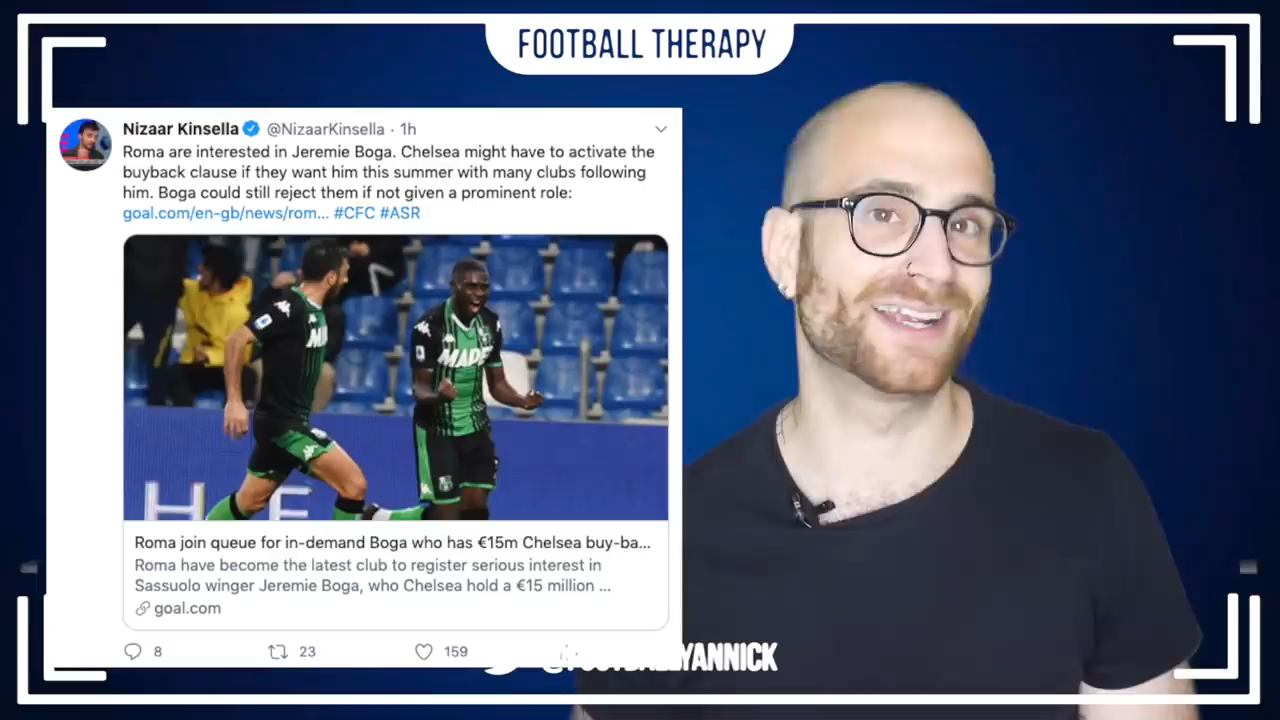 FOOTBALL THERAPY
Nizaar Kinsella @NizaarKinsella · 1h
Roma are interested in Jeremie Boga. Chelsea might have to activate the
buyback clause if they want him this summer with many clubs following
him. Boga could still reject them if not given a prominent role:
goal.com/en-gb/news/rom... #CFC #ASR
MAPE
H E
Roma join queue for in-demand Boga who has €15m Chelsea buy-ba...
Roma have become the latest club to register serious interest in
Sassuolo winger Jeremie Boga, who Chelsea hold a €15 million ...
goal.com
8 23 159
@FOOTBALLYANNICK